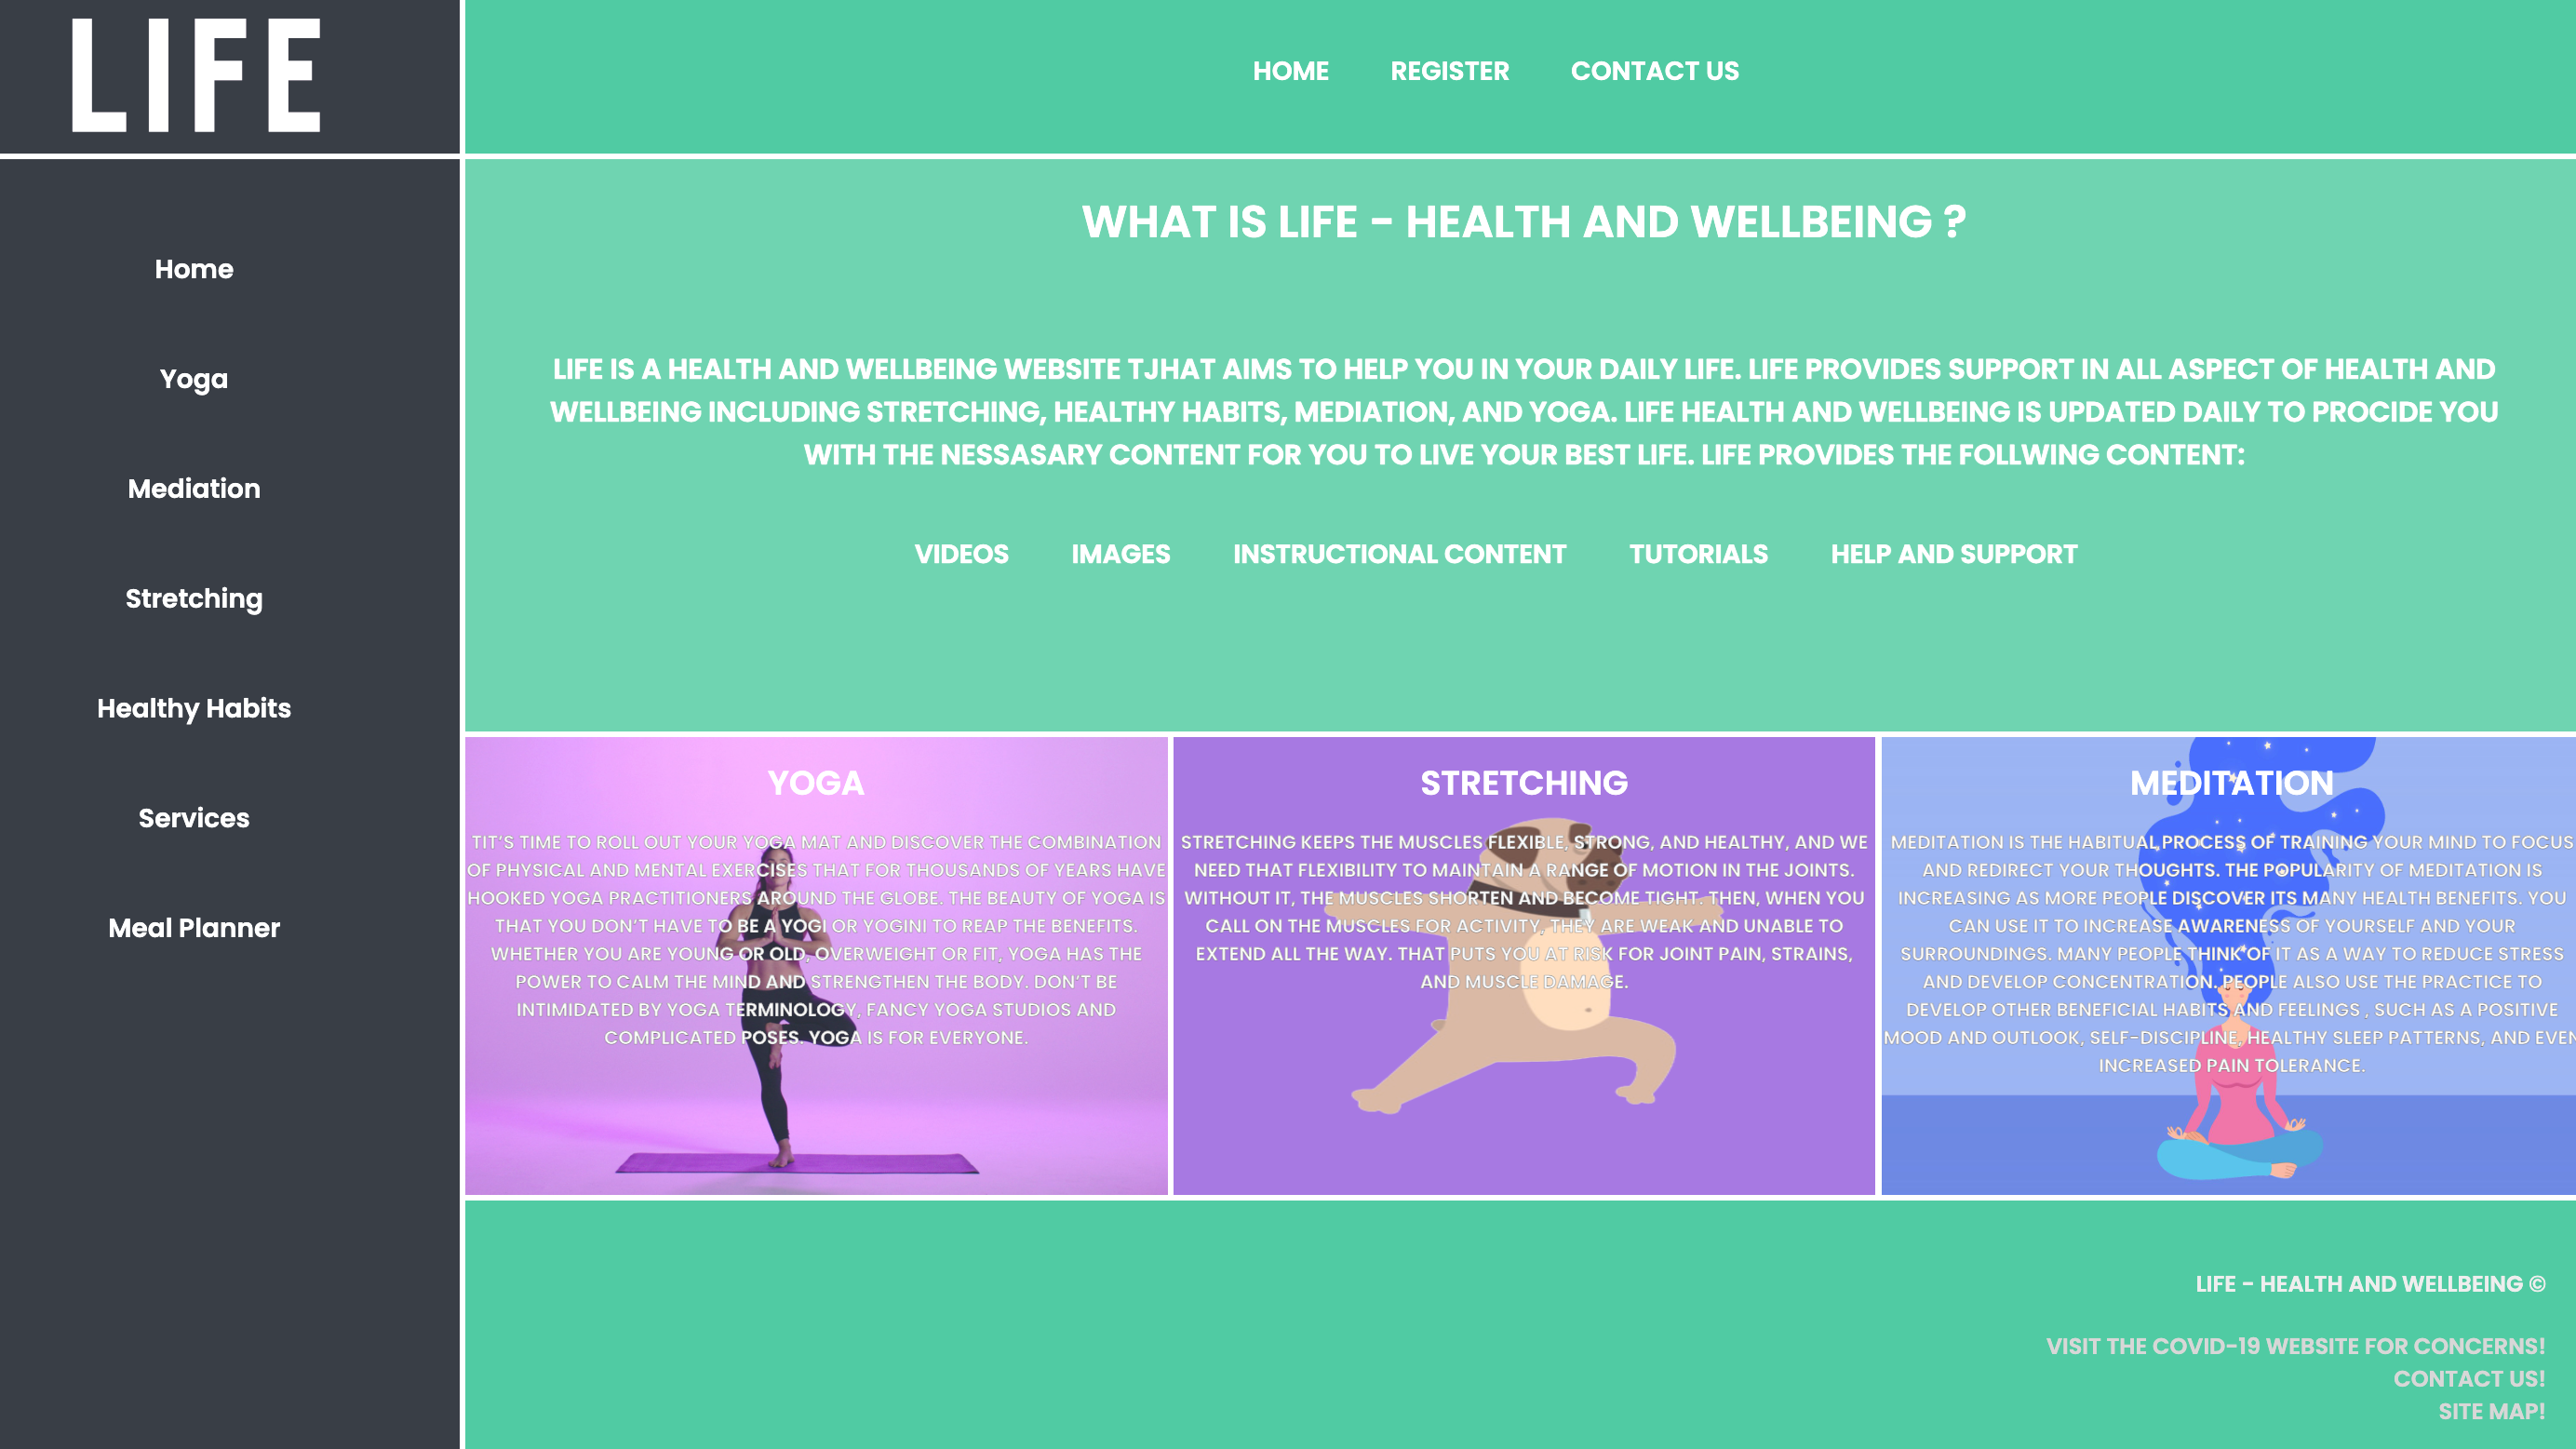 LIFE
HOME REGISTER CONTACT US
Home
Yoga
Mediation
Stretching
Healthy Habits
Services
Meal Planner
WHAT IS LIFE - HEALTH AND WELLBEING ?
LIFE IS A HEALTH AND WELLBEING WEBSITE TJHAT AIMS TO HELP YOU IN YOUR DAILY LIFE. LIFE PROVIDES SUPPORT IN ALL ASPECT OF HEALTH AND
WELLBEING INCLUDING STRETCHING, HEALTHY HABITS, MEDIATION, AND YOGA. LIFE HEALTH AND WELLBEING IS UPDATED DAILY TO PROCIDE YOU
WITH THE NESSASARY CONTENT FOR YOU TO LIVE YOUR BEST LIFE. LIFE PROVIDES THE FOLLWING CONTENT:
VIDEOS IMAGES INSTRUCTIONAL CONTENT TUTORIALS HELP AND SUPPORT
YOGA
TIT'S TIME TO ROLL OUT YOUR YOGA MAT AND DISCOVER THE COMBINATION
OF PHYSICAL AND MENTAL EXERCISES THAT FOR THOUSANDS OF YEARS HAVE
HOOKED YOGA PRACTITIONERS AROUND THE GLOBE. THE BEAUTY OF YOGA IS
THAT YOU DON'T HAVE TO BE A YOGI OR YOGINI TO REAP THE BENEFITS.
WHETHER YOU ARE YOUNG OR OLD, OVERWEIGHT OR FIT, YOGA HAS THE
POWER TO CALM THE MIND AND STRENGTHEN THE BODY. DON'T BE
INTIMIDATED BY YOGA TERMINOLOGY, FANCY YOGA STUDIOS AND
COMPLICATED POSES. YOGA IS FOR EVERYONE.
STRETCHING
STRETCHING KEEPS THE MUSCLES FLEXIBLE, STRONG, AND HEALTHY, AND WE
NEED THAT FLEXIBILITY TO MAINTAIN A RANGE OF MOTION IN THE JOINTS.
WITHOUT IT, THE MUSCLES SHORTEN AND BECOME TIGHT. THEN, WHEN YOU
CALL ON THE MUSCLES FOR ACTIVITY, THEY ARE WEAK AND UNABLE TO
EXTEND ALL THE WAY. THAT PUTS YOU AT RISK FOR JOINT PAIN, STRAINS,
AND MUSCLE DAMAGE.
MEDITATION
MEDITATION IS THE HABITUAL PROCESS OF TRAINING YOUR MIND TO FOCUS
AND REDIRECT YOUR THOUGHTS. THE POPULARITY OF MEDITATION IS
INCREASING AS MORE PEOPLE DISCOVER ITS MANY HEALTH BENEFITS. YOU
CAN USE IT TO INCREASE AWARENESS OF YOURSELF AND YOUR
SURROUNDINGS. MANY PEOPLE THINK OF IT AS A WAY TO REDUCE STRESS
AND DEVELOP CONCENTRATION. PEOPLE ALSO USE THE PRACTICE TO
DEVELOP OTHER BENEFICIAL HABITS AND FEELINGS , SUCH AS A POSITIVE
MOOD AND OUTLOOK, SELF-DISCIPLINE, HEALTHY SLEEP PATTERNS, AND EVEN
INCREASED PAIN TOLERANCE.
LIFE - HEALTH AND WELLBEING ©
VISIT THE COVID-19 WEBSITE FOR CONCERNS!
CONTACT US!
SITE MAP!